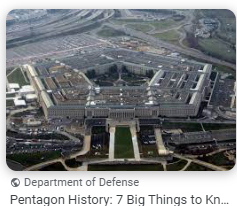 Department of Defense
Pentagon History: 7 Big Things to Kn...